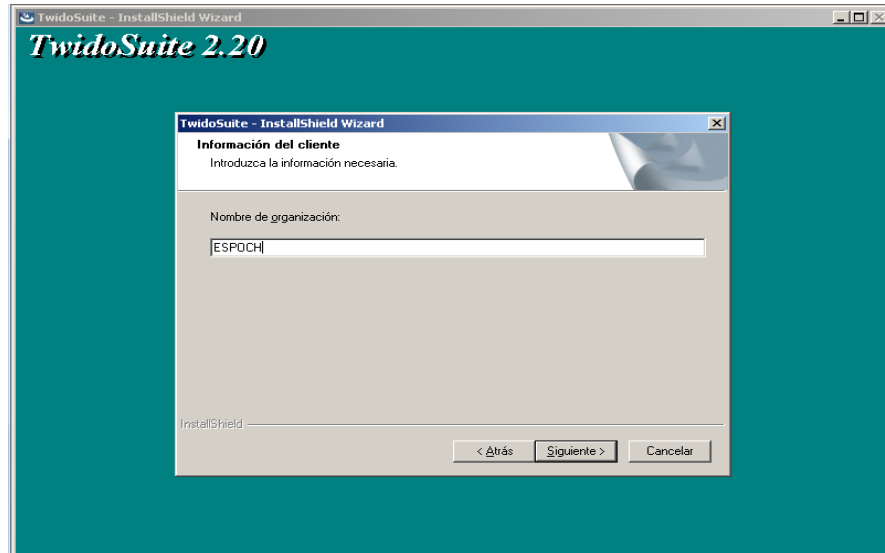 TwidoSuite - InstallShield Wizard
TwidoSuite 2.20
TwidoSuite - InstallShield Wizard
Información del cliente
Introduzca la información necesaria.
Nombre de organización:
ESPOCH
InstallShield
< Atrás Siguiente > Cancelar